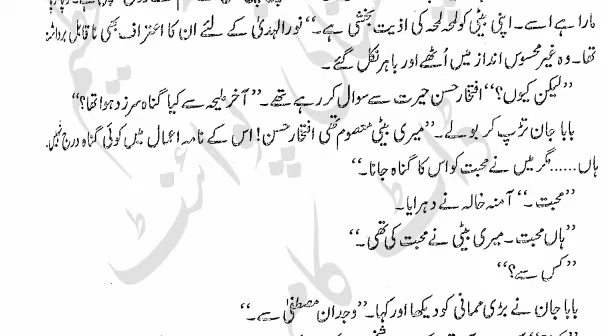 مارا ہے اسے۔ اپنی بیٹی کو لمحہ لمحہ کی اذیت بخشی ہے۔‘‘ نورالہدیٰ کے لئے ان کا اعتراف بھی ناقابل برداشت
تھا۔ وہ غیر محسوس انداز میں اُٹھے اور باہر نکل گئے۔
’’لیکن کیوں؟‘‘ افتخار حسن حیرت سے سوال کر رہے تھے۔ ’’آخر ملیحہ سے کیا گناہ سرزد ہوا تھا؟‘‘
بابا جان تڑپ کر بولے۔ ’’میری بیٹی معصوم تھی افتخار حسن! اس کے نامہ اعمال میں کوئی گناہ درج نہیں۔
ہاں......مگر میں نے محبت کو اس کا گناہ جانا۔‘‘
’’محبت۔‘‘ آمنہ خالہ نے دہرایا۔
’’ہاں محبت۔ میری بیٹی نے محبت کی تھی۔‘‘
’’کس سے؟‘‘
بابا جان نے بڑی ممانی کو دیکھا اور کہا۔ ’’وجدان مصطفیٰ سے۔‘‘